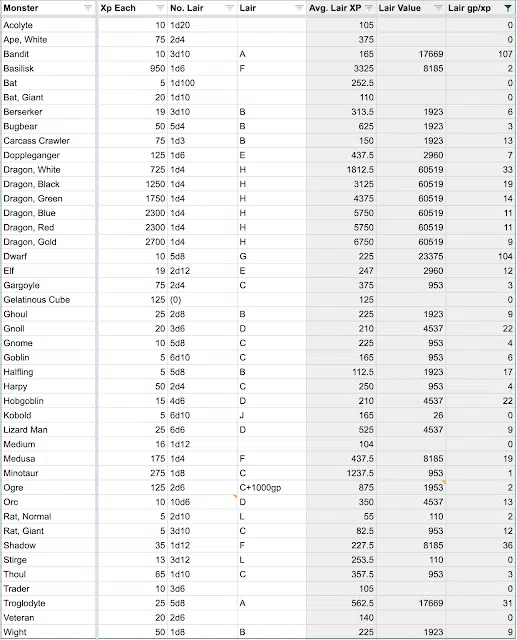 Monster Xp Each No. Lair Lair Avg. Lair XP Lair Value Lair gp/xp
Acolyte 10 1d20 105 0
Ape, White 75 2d4 375 0
Bandit 10 3d10 A 165 17669 107
Basilisk 950 1d6 F 3325 8185 2
Bat 5 1d100 252.5 0
Bat, Giant 20 1d10 110 0
Berserker 19 3d10 B 313.5 1923 6
Bugbear 50 5d4 B 625 1923 3
Carcass Crawler 75 1d3 B 150 1923 13
Doppleganger 125 1d6 E 437.5 2960 7
Dragon, White 725 1d4 H 1812.5 60519 33
Dragon, Black 1250 1d4 H 3125 60519 19
Dragon, Green 1750 1d4 H 4375 60519 14
Dragon, Blue 2300 1d4 H 5750 60519 11
Dragon, Red 2300 1d4 H 5750 60519 11
Dragon, Gold 2700 1d4 H 6750 60519 9
Dwarf 10 5d8 G 225 23375 104
Elf 19 2d12 E 247 2960 12
Gargoyle 75 2d4 C 375 953 3
Gelatinous Cube 125 (0) 125 0
Ghoul 25 2d8 B 225 1923 9
Gnoll 20 3d6 D 210 4537 22
Gnome 10 5d8 C 225 953 4
Goblin 5 6d10 C 165 953 6
Halfling 5 5d8 B 112.5 1923 17
Harpy 50 2d4 C 250 953 4
Hobgoblin 15 4d6 D 210 4537 22
Kobold 5 6d10 J 165 26 0
Lizard Man 25 6d6 D 525 4537 9
Medium 16 1d12 104 0
Medusa 175 1d4 F 437.5 8185 19
Minotaur 275 1d8 C 1237.5 953 1
Ogre 125 2d6 C+1000gp 875 1953 2
Orc 10 10d6 D 350 4537 13
Rat, Normal 5 2d10 L 55 110 2
Rat, Giant 5 3d10 C 82.5 953 12
Shadow 35 1d12 F 227.5 8185 36
Stirge 13 3d12 L 253.5 110 0
Thoul 65 1d10 C 357.5 953 3
Trader 10 3d6 105 0
Troglodyte 25 5d8 A 562.5 17669 31
Veteran 20 2d6 140 0
Wight 50 1d8 B 225 1923 9